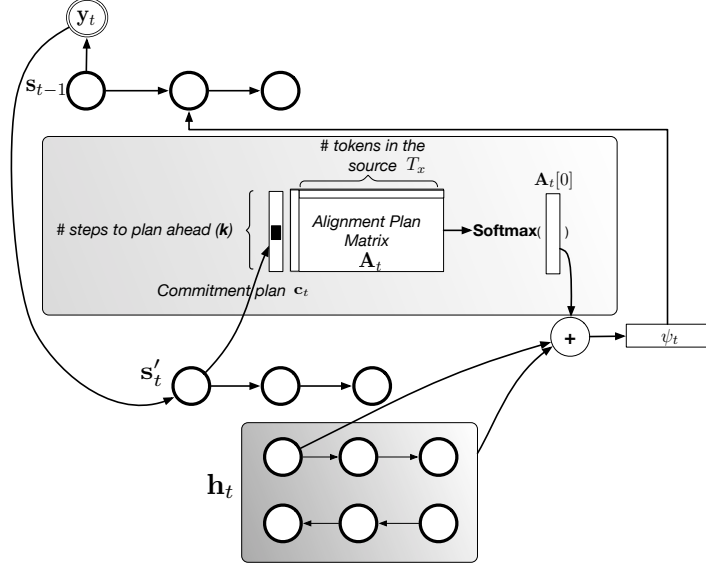 y_t
s_{t−1}
# tokens in the
source T_x
A_t[0]
# steps to plan ahead (k)
Alignment Plan
Matrix
A_t
Softmax( )
Commitment plan c_t
+
ψ_t
s′_t
h_t